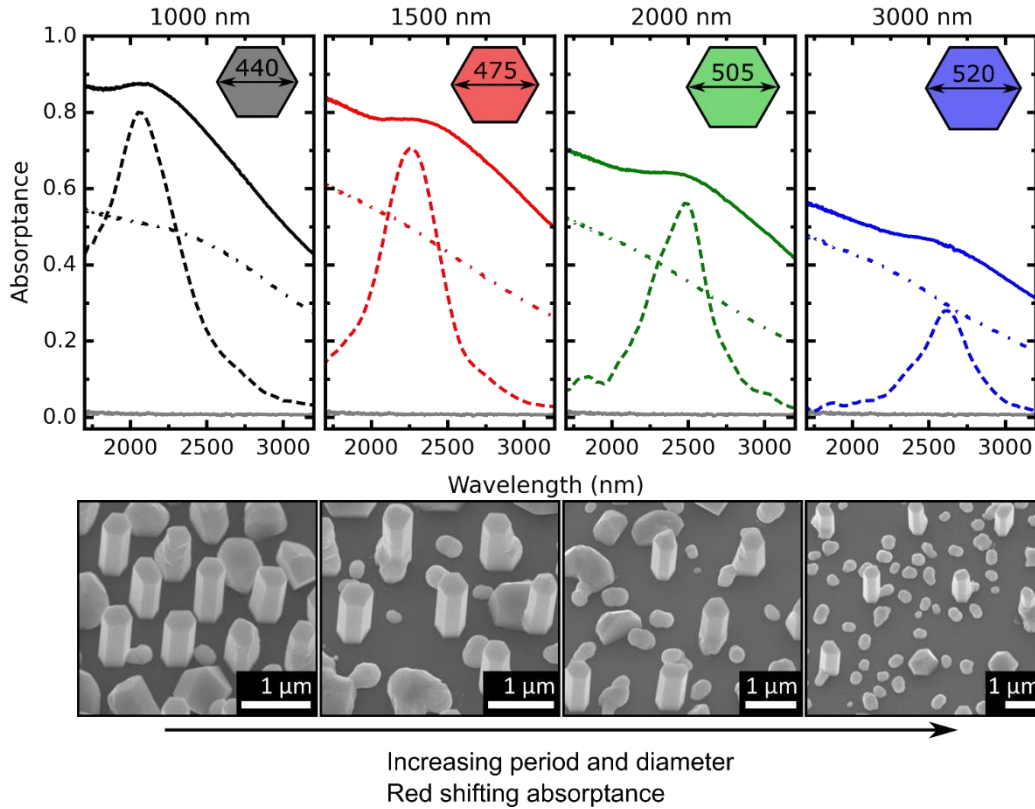 1000 nm 1500 nm 2000 nm 3000 nm
440 475 505 520
1.0
0.8
0.6
0.4
0.2
0.0
Absorptance
2000 2500 3000 2000 2500 3000 2000 2500 3000 2000 2500 3000
Wavelength (nm)
1 μm 1 μm 1 μm 1 μm
Increasing period and diameter
Red shifting absorptance